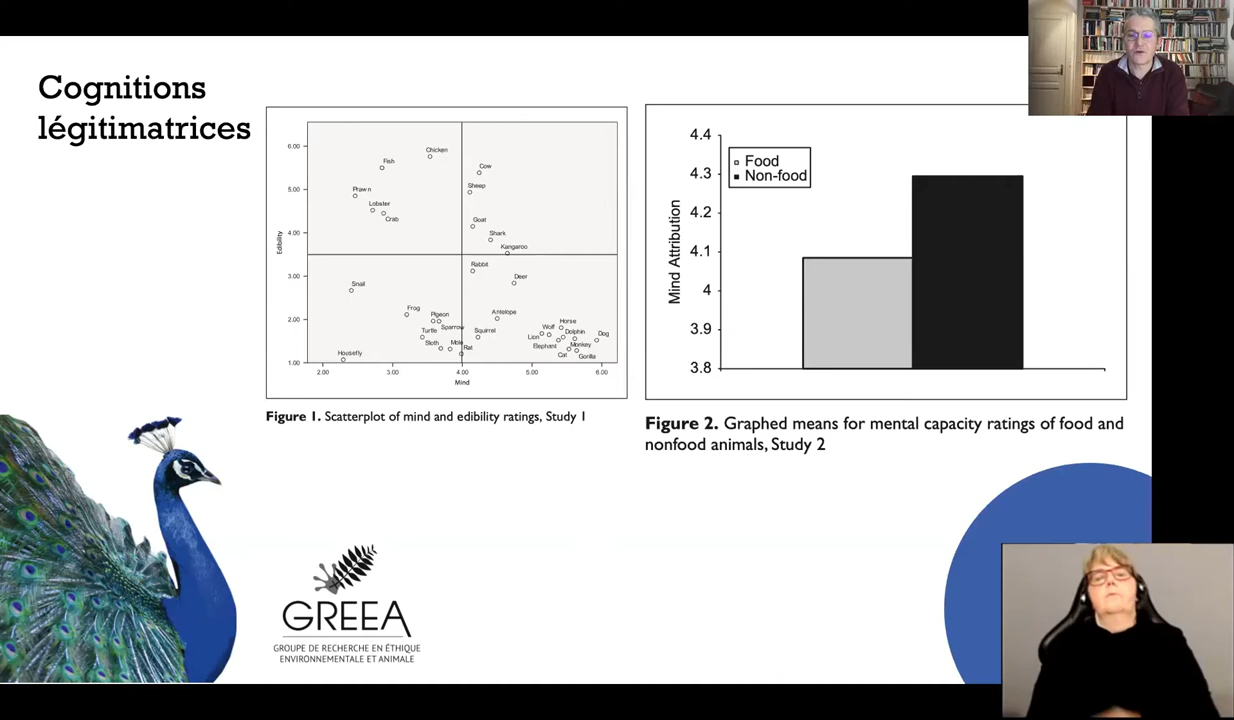 Cognitions
légitimatrices
6.00
5.00
4.00
3.00
2.00
1.00
Edibility
2.00
3.00
4.00
5.00
6.00
Mind
Chicken
Fish
Cow
Prawn
Sheep
Lobster
Crab
Goat
Shark
Kangaroo
Rabbit
Deer
Snail
Frog
Pigeon
Antelope
Sparrow
Turtle
Squirrel
Horse
Wolf
Lion
Dolphin
Dog
Sloth
Mole
Rat
Elephant
Monkey
Cat
Gorilla
Housefly
Figure 1. Scatterplot of mind and edibility ratings, Study 1
4.4
4.3
4.2
4.1
4
3.9
3.8
Mind Attribution
Food
Non-food
Figure 2. Graphed means for mental capacity ratings of food and
nonfood animals, Study 2
GREEA
GROUPE DE RECHERCHE EN ÉTHIQUE
ENVIRONNEMENTALE ET ANIMALE